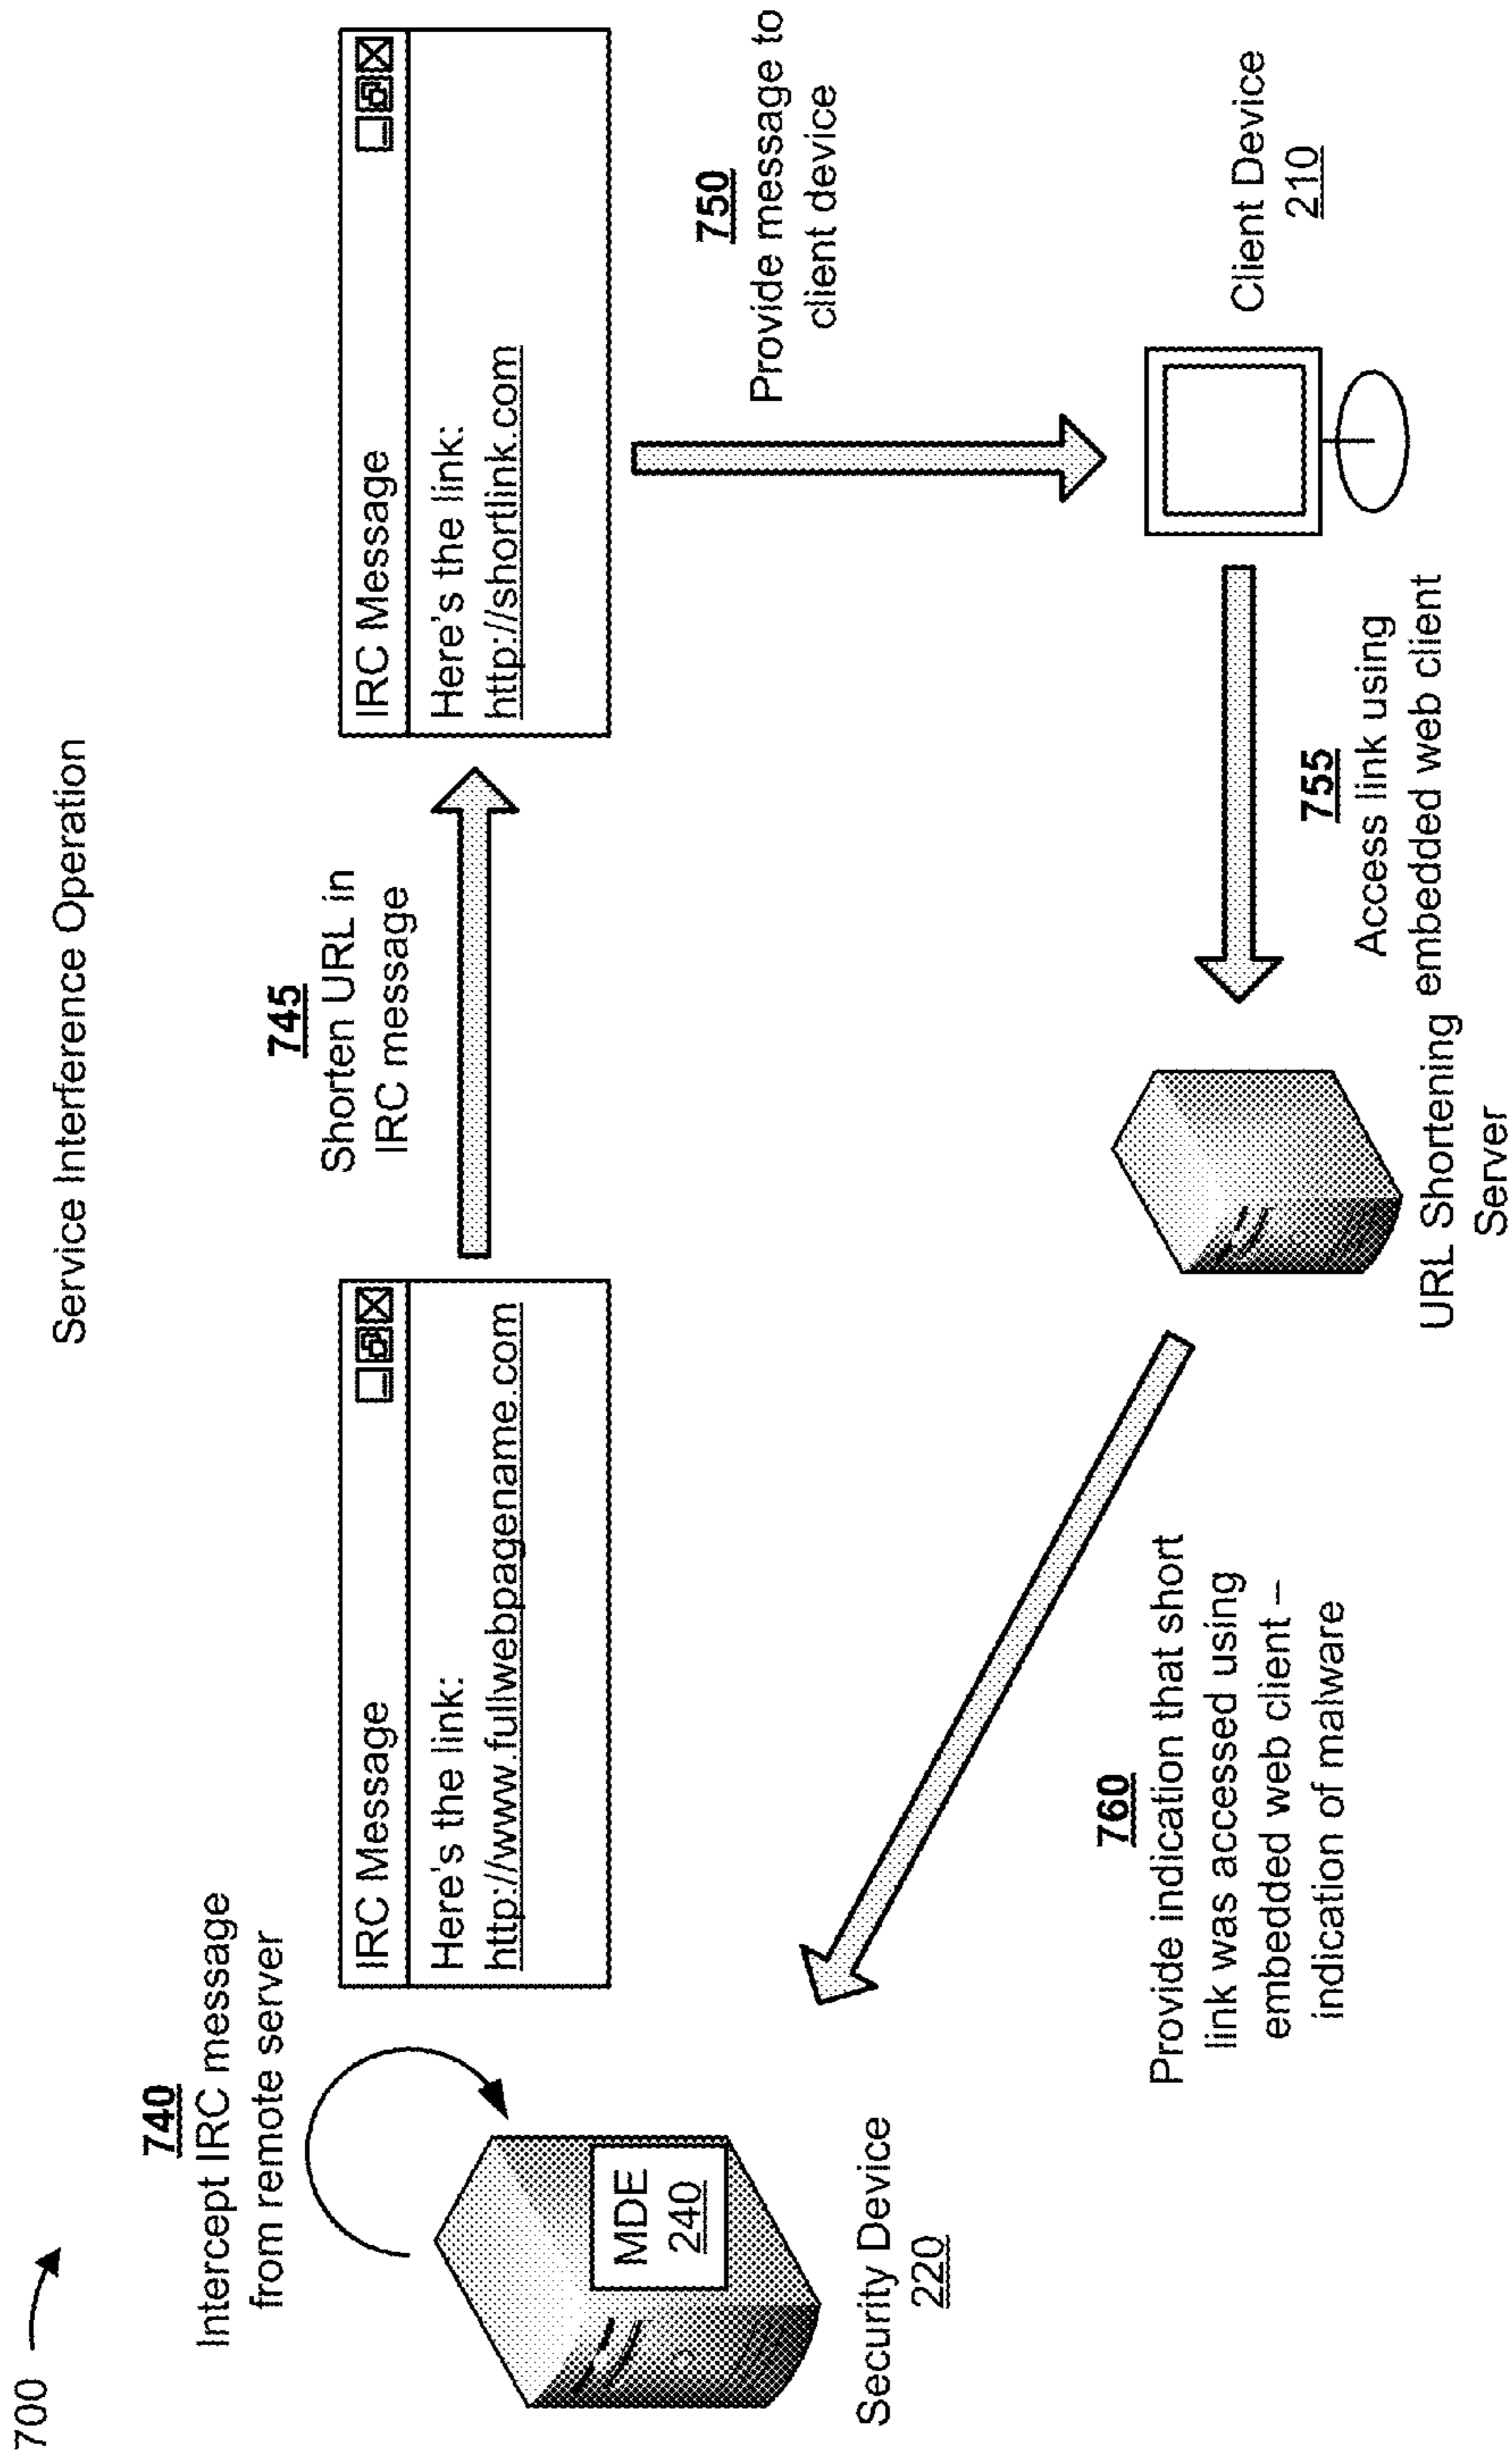 700
Service Interference Operation
740
Intercept IRC message
from remote server
MDE
240
Security Device
220
IRC Message
Here's the link:
http://www.fullwebpagename.com
745
Shorten URL in
IRC message
IRC Message
Here's the link:
http://shortlink.com
750
Provide message to
client device
Client Device
210
755
Access link using
embedded web client
URL Shortening
Server
760
Provide indication that short
link was accessed using
embedded web client –
indication of malware